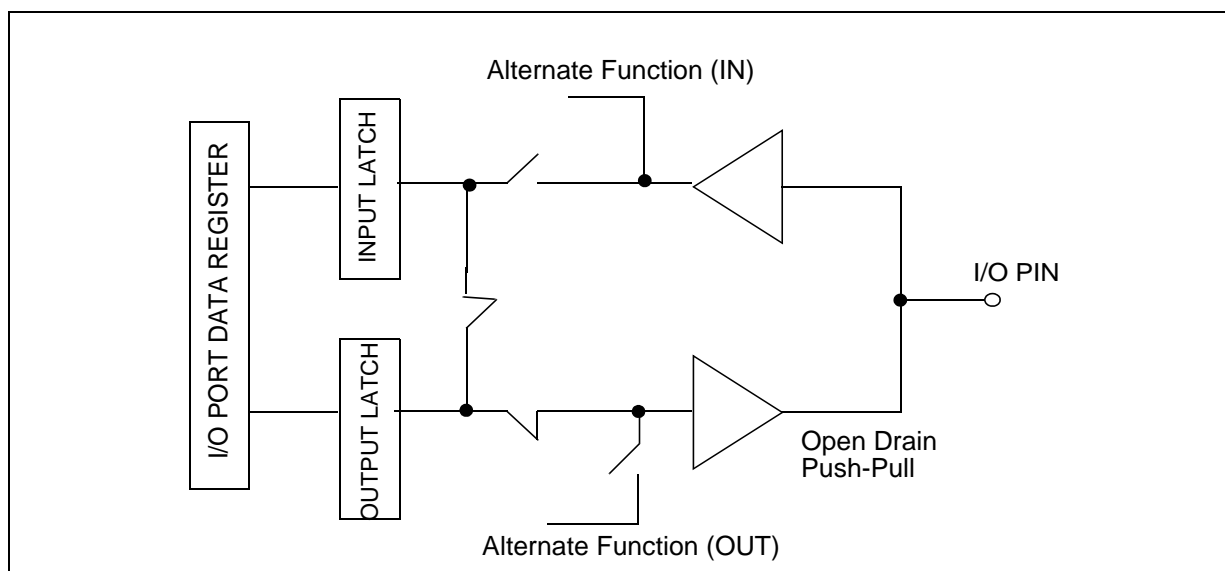 Alternate Function (IN)
I/O PORT DATA REGISTER
INPUT LATCH
I/O PIN
OUTPUT LATCH
Open Drain
Push-Pull
Alternate Function (OUT)